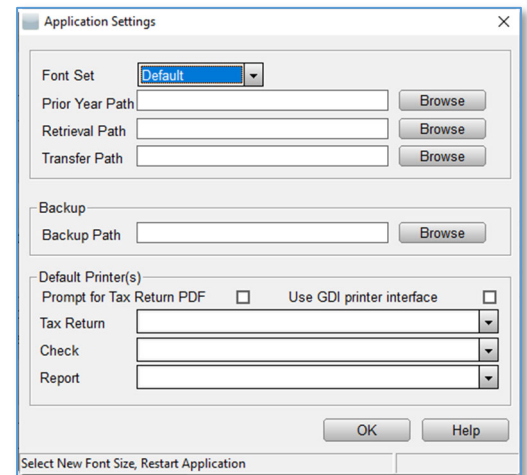 Application Settings
Font Set Default
Prior Year Path Browse
Retrieval Path Browse
Transfer Path Browse
Backup
Backup Path Browse
Default Printer(s)
Prompt for Tax Return PDF Use GDI printer interface
Tax Return
Check
Report
OK Help
Select New Font Size, Restart Application